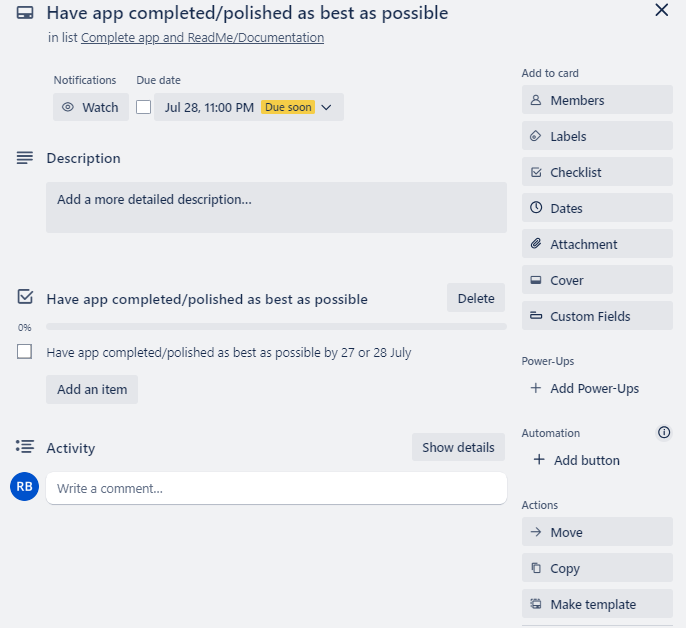 Have app completed/polished as best as possible
in list Complete app and ReadMe/Documentation
Notifications
Due date
Watch
Jul 28, 11:00 PM Due soon
Description
Add a more detailed description...
Have app completed/polished as best as possible
Delete
0%
Have app completed/polished as best as possible by 27 or 28 July
Add an item
Activity
Show details
RB
Write a comment...
Add to card
Members
Labels
Checklist
Dates
Attachment
Cover
Custom Fields
Power-Ups
+ Add Power-Ups
Automation
+ Add button
Actions
Move
Copy
Make template